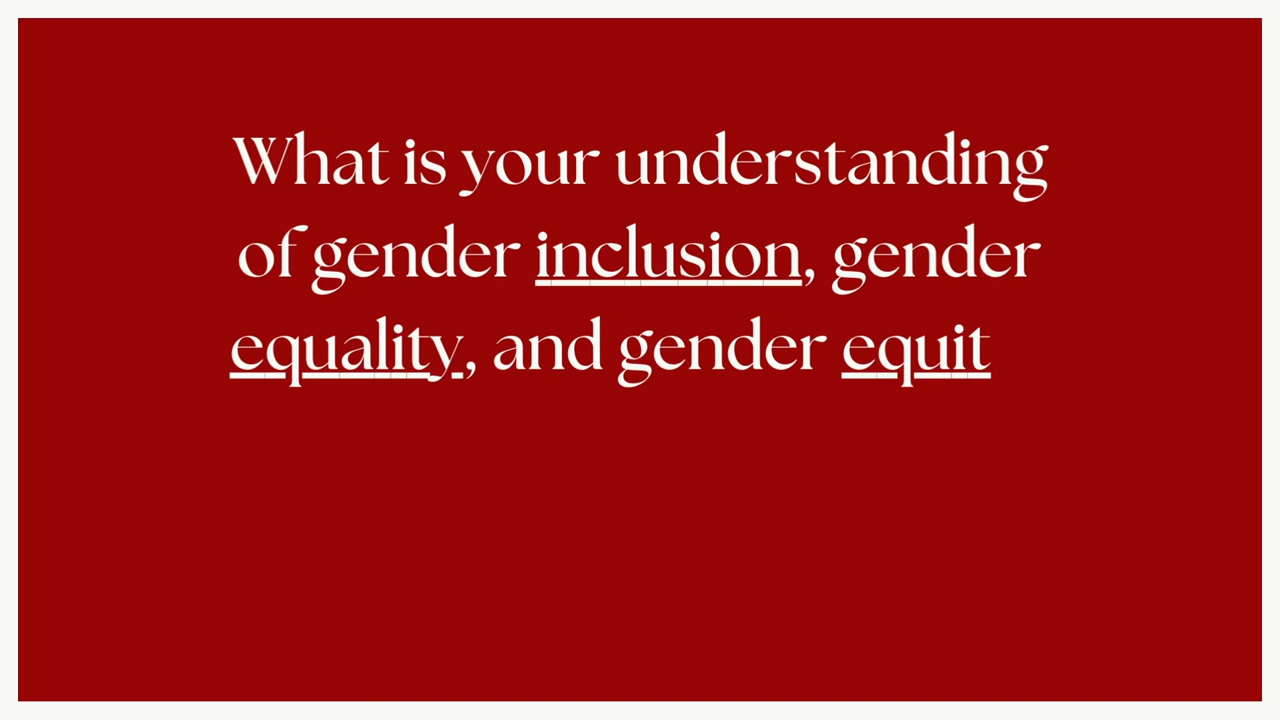 What is your understanding
of gender inclusion, gender
equality, and gender equit